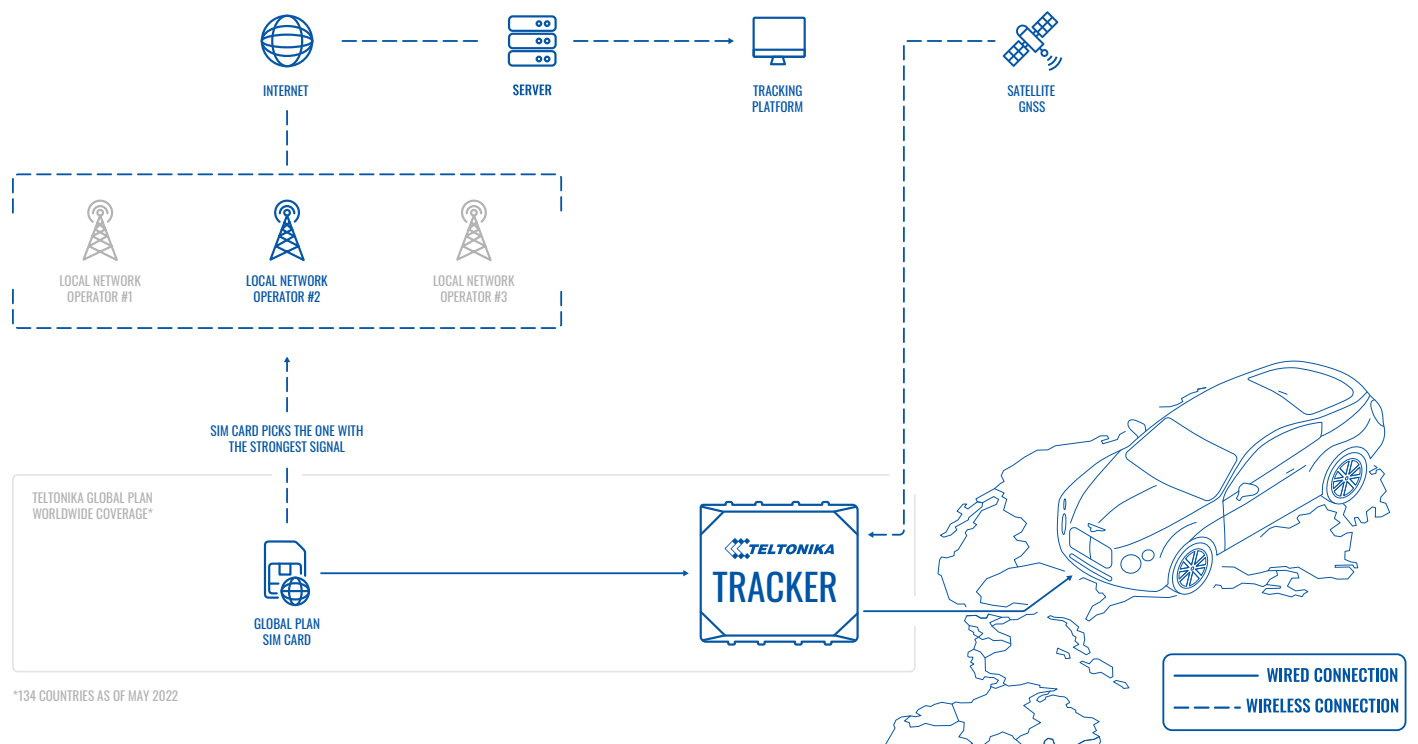 INTERNET
SERVER
TRACKING
PLATFORM
SATELLITE
GNSS
LOCAL NETWORK
OPERATOR #1
LOCAL NETWORK
OPERATOR #2
LOCAL NETWORK
OPERATOR #3
SIM CARD PICKS THE ONE WITH
THE STRONGEST SIGNAL
TELTONIKA GLOBAL PLAN
WORLDWIDE COVERAGE*
TELTONIKA
TRACKER
GLOBAL PLAN
SIM CARD
WIRED CONNECTION
WIRELESS CONNECTION
*134 COUNTRIES AS OF MAY 2022